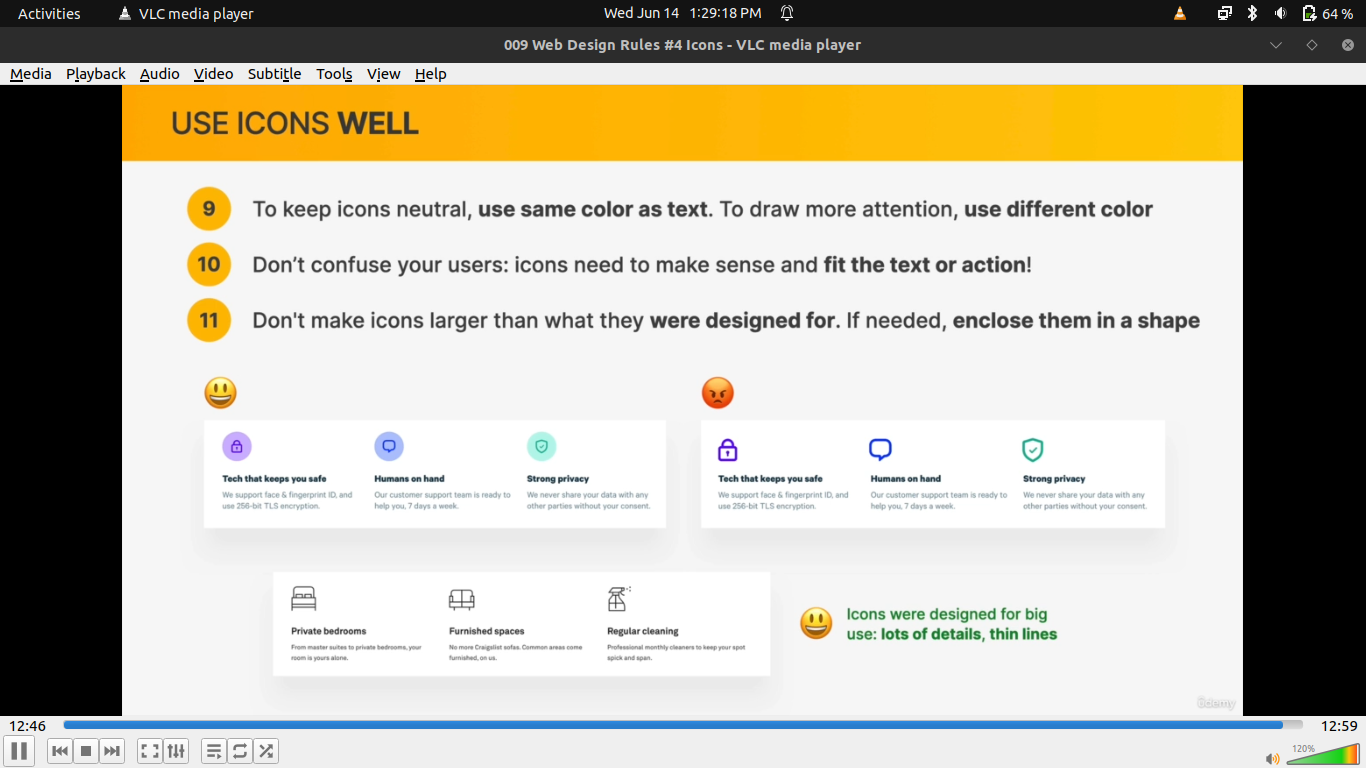 Activities VLC media player Wed Jun 14 1:29:18 PM 64 %
009 Web Design Rules #4 Icons - VLC media player
Media Playback Audio Video Subtitle Tools View Help
USE ICONS WELL
9 To keep icons neutral, use same color as text. To draw more attention, use different color
10 Don’t confuse your users: icons need to make sense and fit the text or action!
11 Don't make icons larger than what they were designed for. If needed, enclose them in a shape
Tech that keeps you safe
We support face & fingerprint ID, and
use 256-bit TLS encryption.
Humans on hand
Our customer support team is ready to
help you, 7 days a week.
Strong privacy
We never share your data with any
other parties without your consent.
Tech that keeps you safe
We support face & fingerprint ID, and
use 256-bit TLS encryption.
Humans on hand
Our customer support team is ready to
help you, 7 days a week.
Strong privacy
We never share your data with any
other parties without your consent.
Private bedrooms
From master suites to private bedrooms, your
room is yours alone.
Furnished spaces
No more Craigslist sofas. Common areas come
furnished, on us.
Regular cleaning
Professional monthly cleaners to keep your spot
spick and span.
Icons were designed for big
use: lots of details, thin lines
ûdemy
12:46 12:59
120%